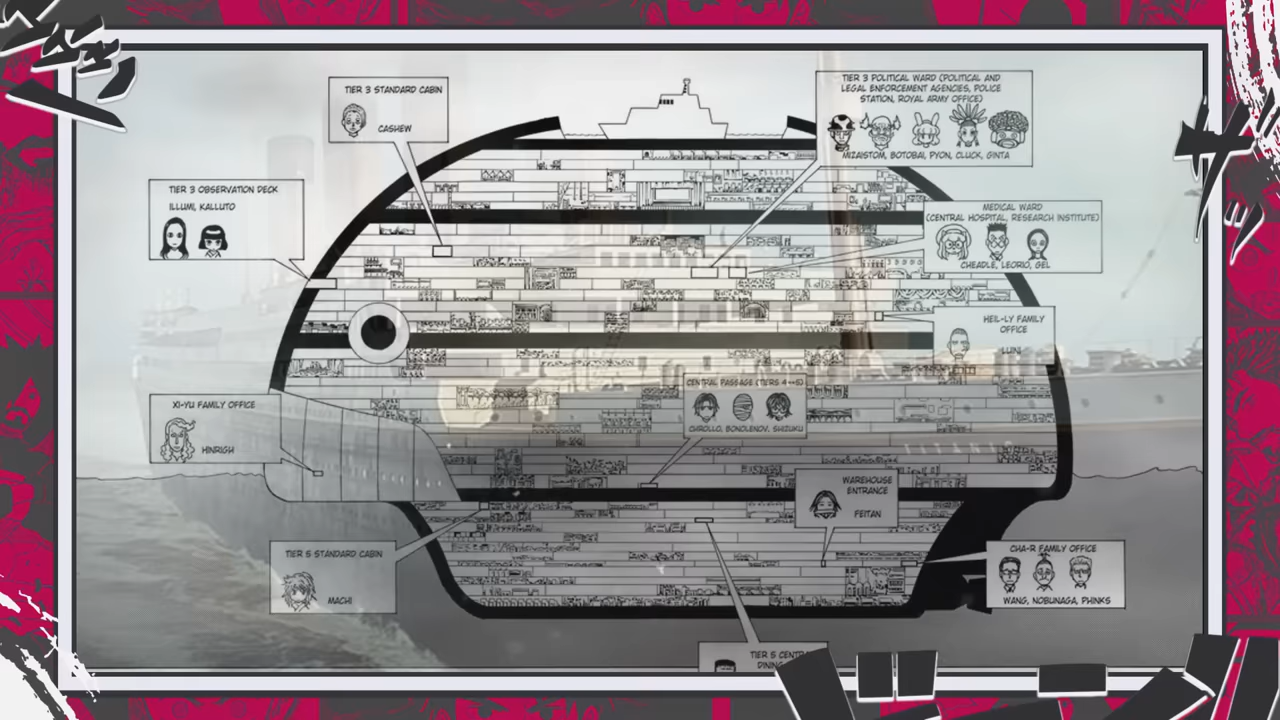 TIER 3 STANDARD CABIN
CASHEW
TIER 3 POLITICAL WARD (POLITICAL AND
LEGAL ENFORCEMENT AGENCIES, POLICE
STATION, ROYAL ARMY OFFICE)
MIZAISTOM, BOTOBAI, PYON, CLUCK, GINTA
TIER 3 OBSERVATION DECK
ILLUMI, KALLUTO
MEDICAL WARD
(CENTRAL HOSPITAL, RESEARCH INSTITUTE)
CHEADLE, LEORIO, GEL
HEIL-LY FAMILY
OFFICE
LUINI
CENTRAL PASSAGE (TIERS 4↔5)
CHROLLO, BONOLENOV, SHIZUKU
XI-YU FAMILY OFFICE
HINRIGH
WAREHOUSE
ENTRANCE
FEITAN
TIER 5 STANDARD CABIN
MACHI
CHA-R FAMILY OFFICE
WANG, NOBUNAGA, PHINKS
TIER 5